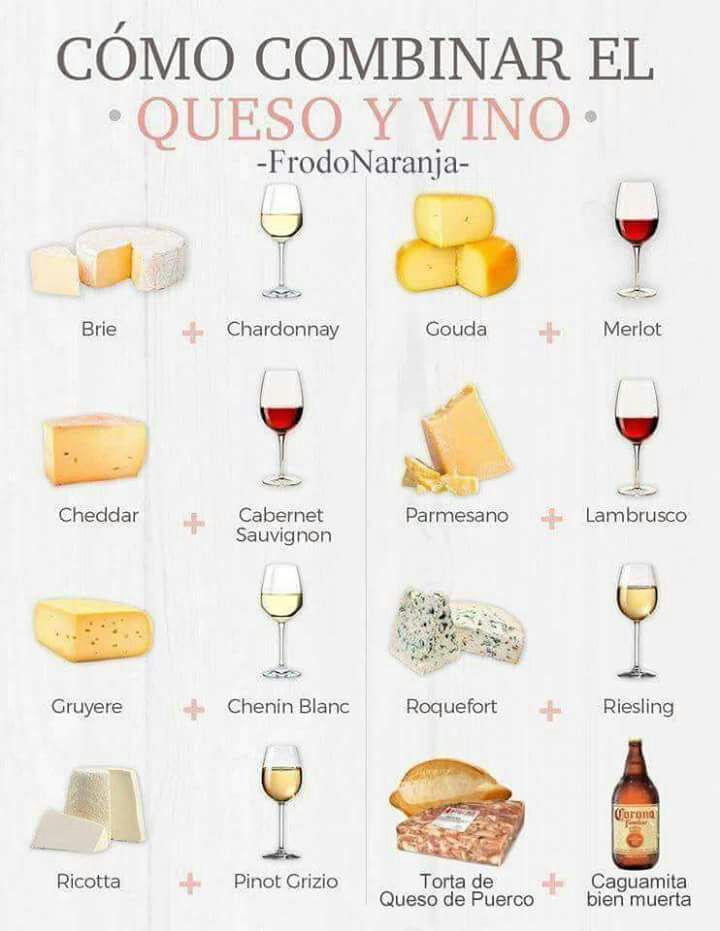 CÓMO COMBINAR EL
• QUESO Y VINO •
-FrodoNaranja-
Brie + Chardonnay
Gouda + Merlot
Cheddar + Cabernet
Sauvignon
Parmesano + Lambrusco
Gruyere + Chenin Blanc
Roquefort + Riesling
Ricotta + Pinot Grizio
Corona
Familiar
Torta de
Queso de Puerco + Caguamita
bien muerta